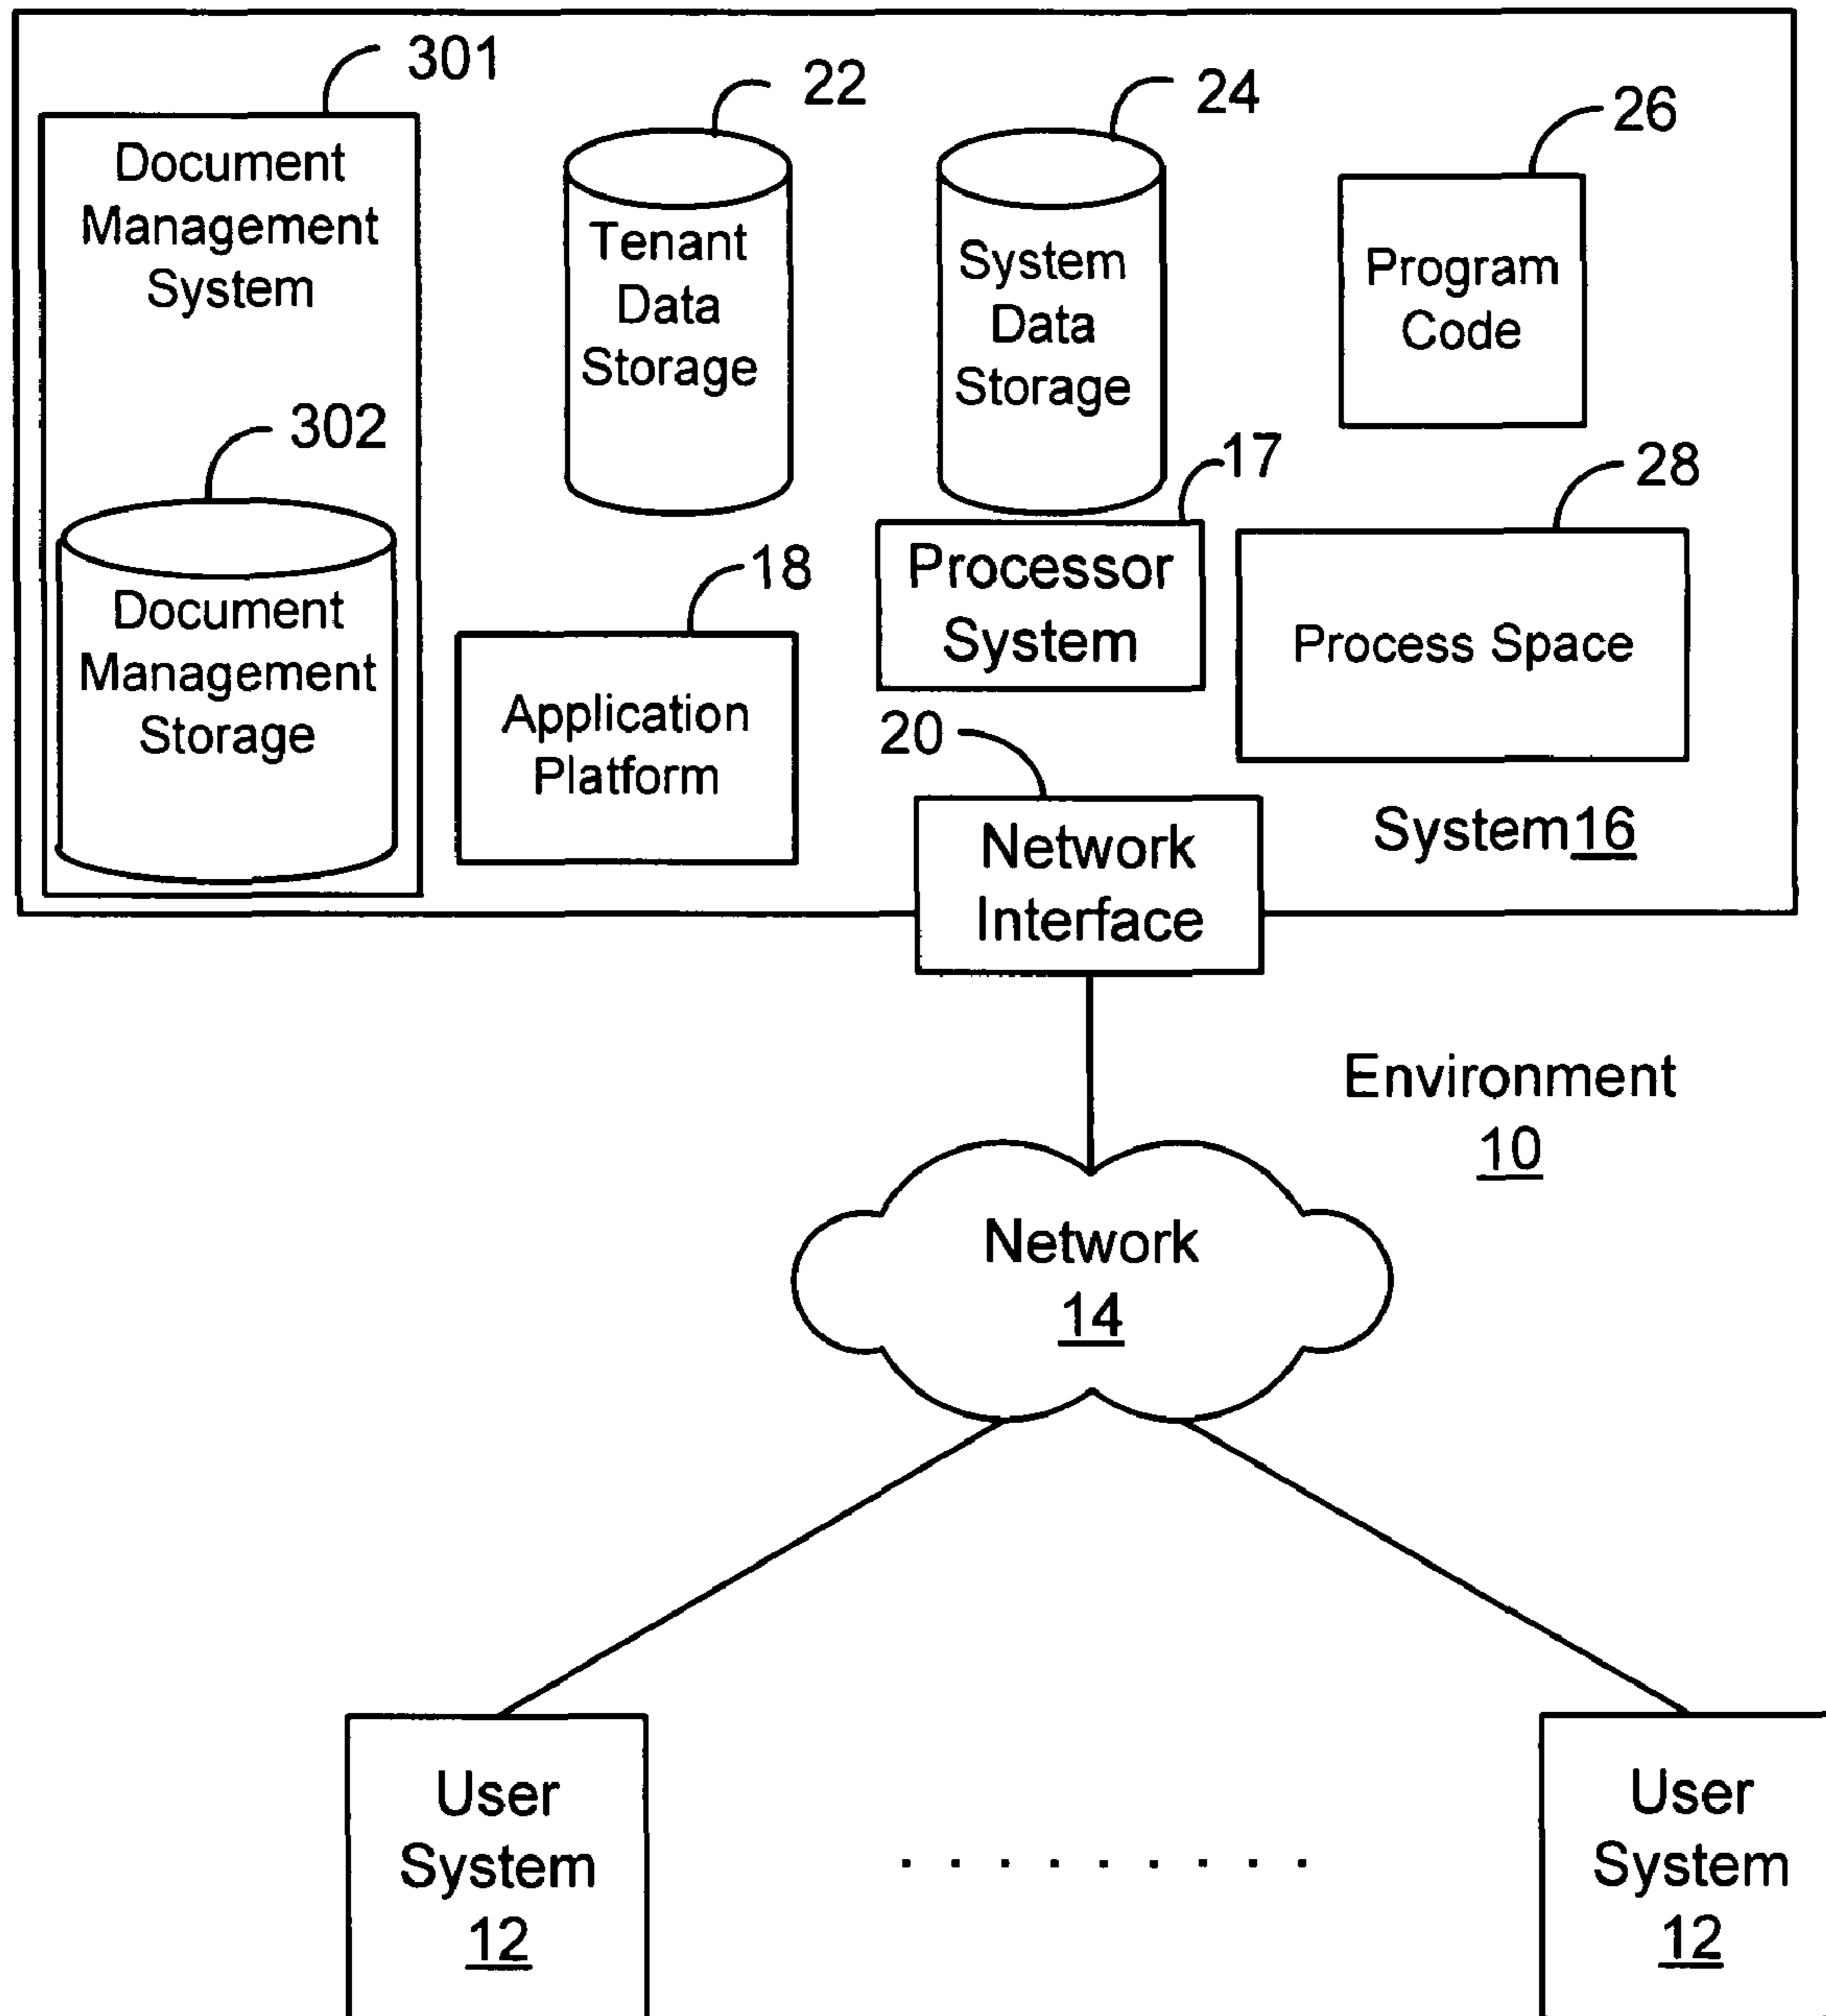 301
22
24
26
Document
Management
System
Tenant
Data
Storage
System
Data
Storage
Program
Code
302
17
28
Document
Management
Storage
18
Application
Platform
Processor
System
Process Space
20
Network
Interface
System16
Environment
10
Network
14
User
System
12
User
System
12